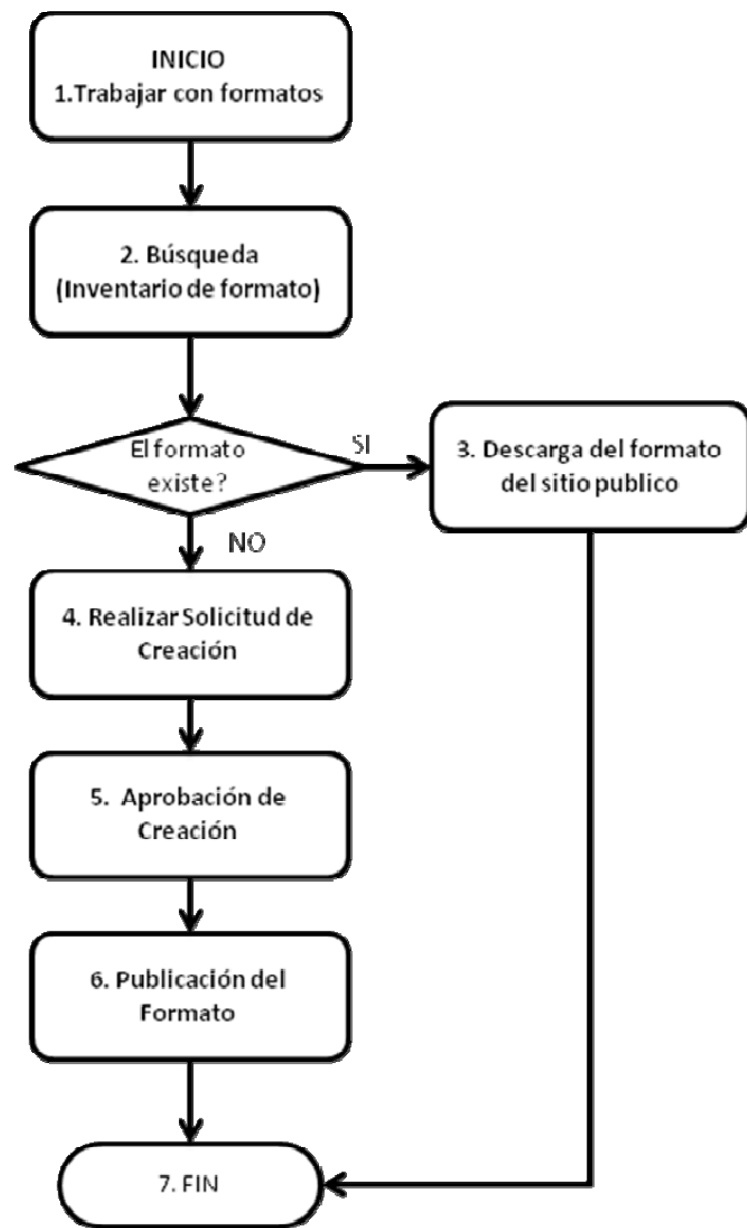 INICIO
1.Trabajar con formatos
2. Búsqueda
(Inventario de formato)
El formato
existe?
SI
3. Descarga del formato
del sitio publico
NO
4. Realizar Solicitud de
Creación
5. Aprobación de
Creación
6. Publicación del
Formato
7. FIN